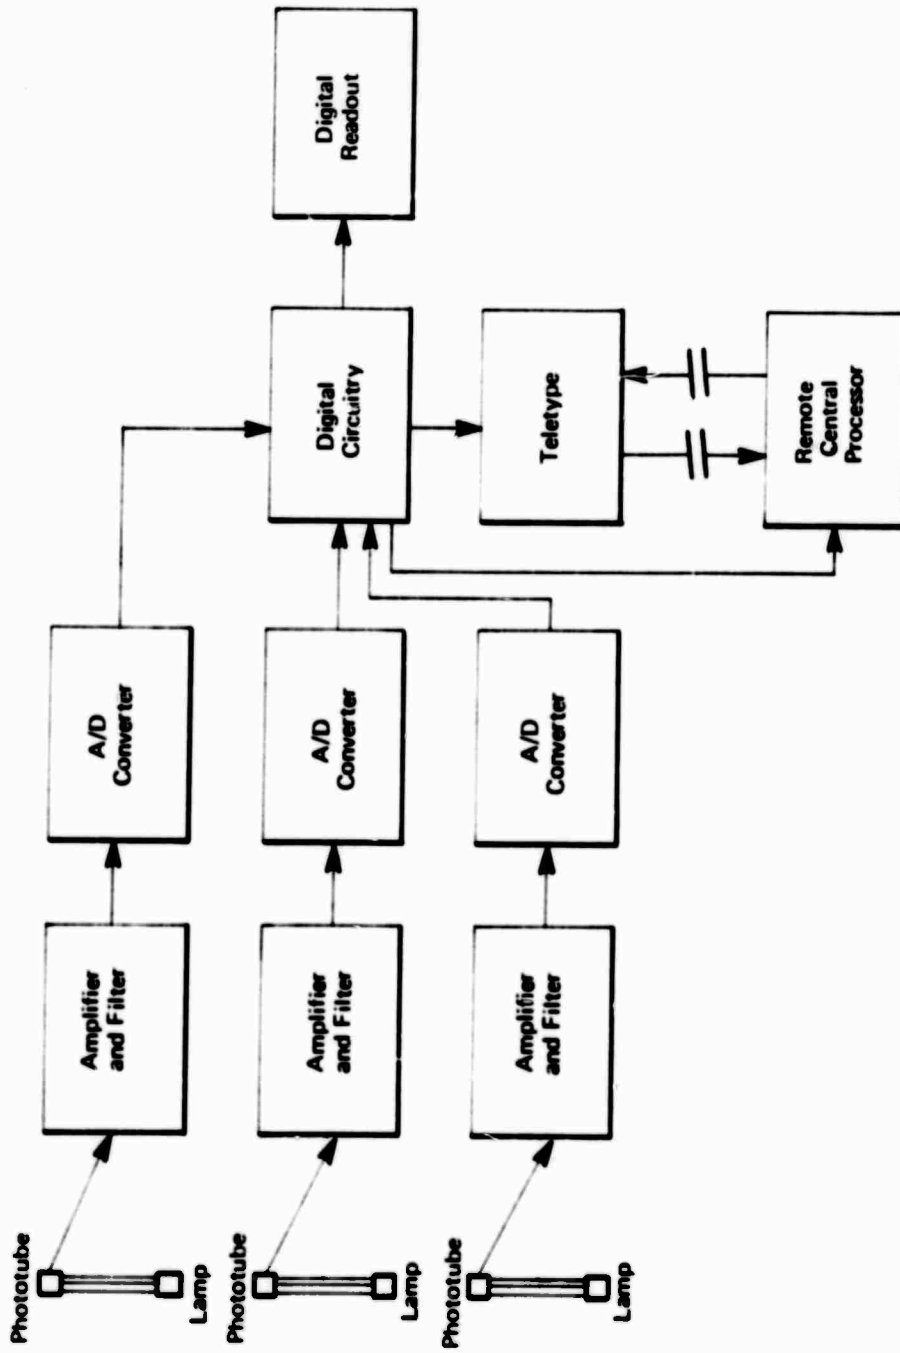 Phototube
Lamp
Amplifier
and Filter
A/D
Converter
Phototube
Lamp
Amplifier
and Filter
A/D
Converter
Phototube
Lamp
Amplifier
and Filter
A/D
Converter
Digital
Circuitry
Digital
Readout
Teletype
Remote
Central
Processor